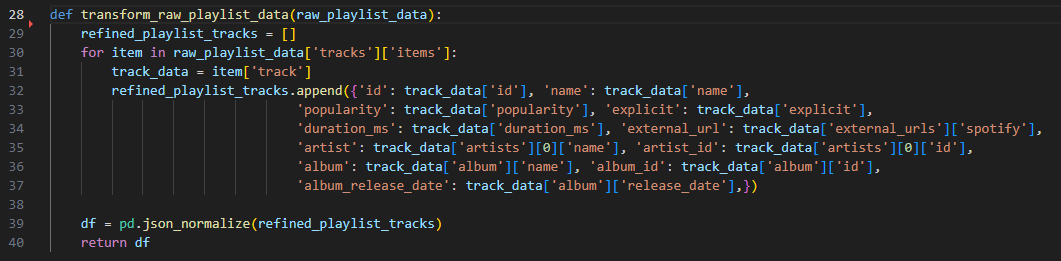 28 def transform_raw_playlist_data(raw_playlist_data):
29     refined_playlist_tracks = []
30     for item in raw_playlist_data['tracks']['items']:
31         track_data = item['track']
32         refined_playlist_tracks.append({'id': track_data['id'], 'name': track_data['name'],
33                                 'popularity': track_data['popularity'], 'explicit': track_data['explicit'],
34                                 'duration_ms': track_data['duration_ms'], 'external_url': track_data['external_urls']['spotify'],
35                                 'artist': track_data['artists'][0]['name'], 'artist_id': track_data['artists'][0]['id'],
36                                 'album': track_data['album']['name'], 'album_id': track_data['album']['id'],
37                                 'album_release_date': track_data['album']['release_date'],})
38
39     df = pd.json_normalize(refined_playlist_tracks)
40     return df